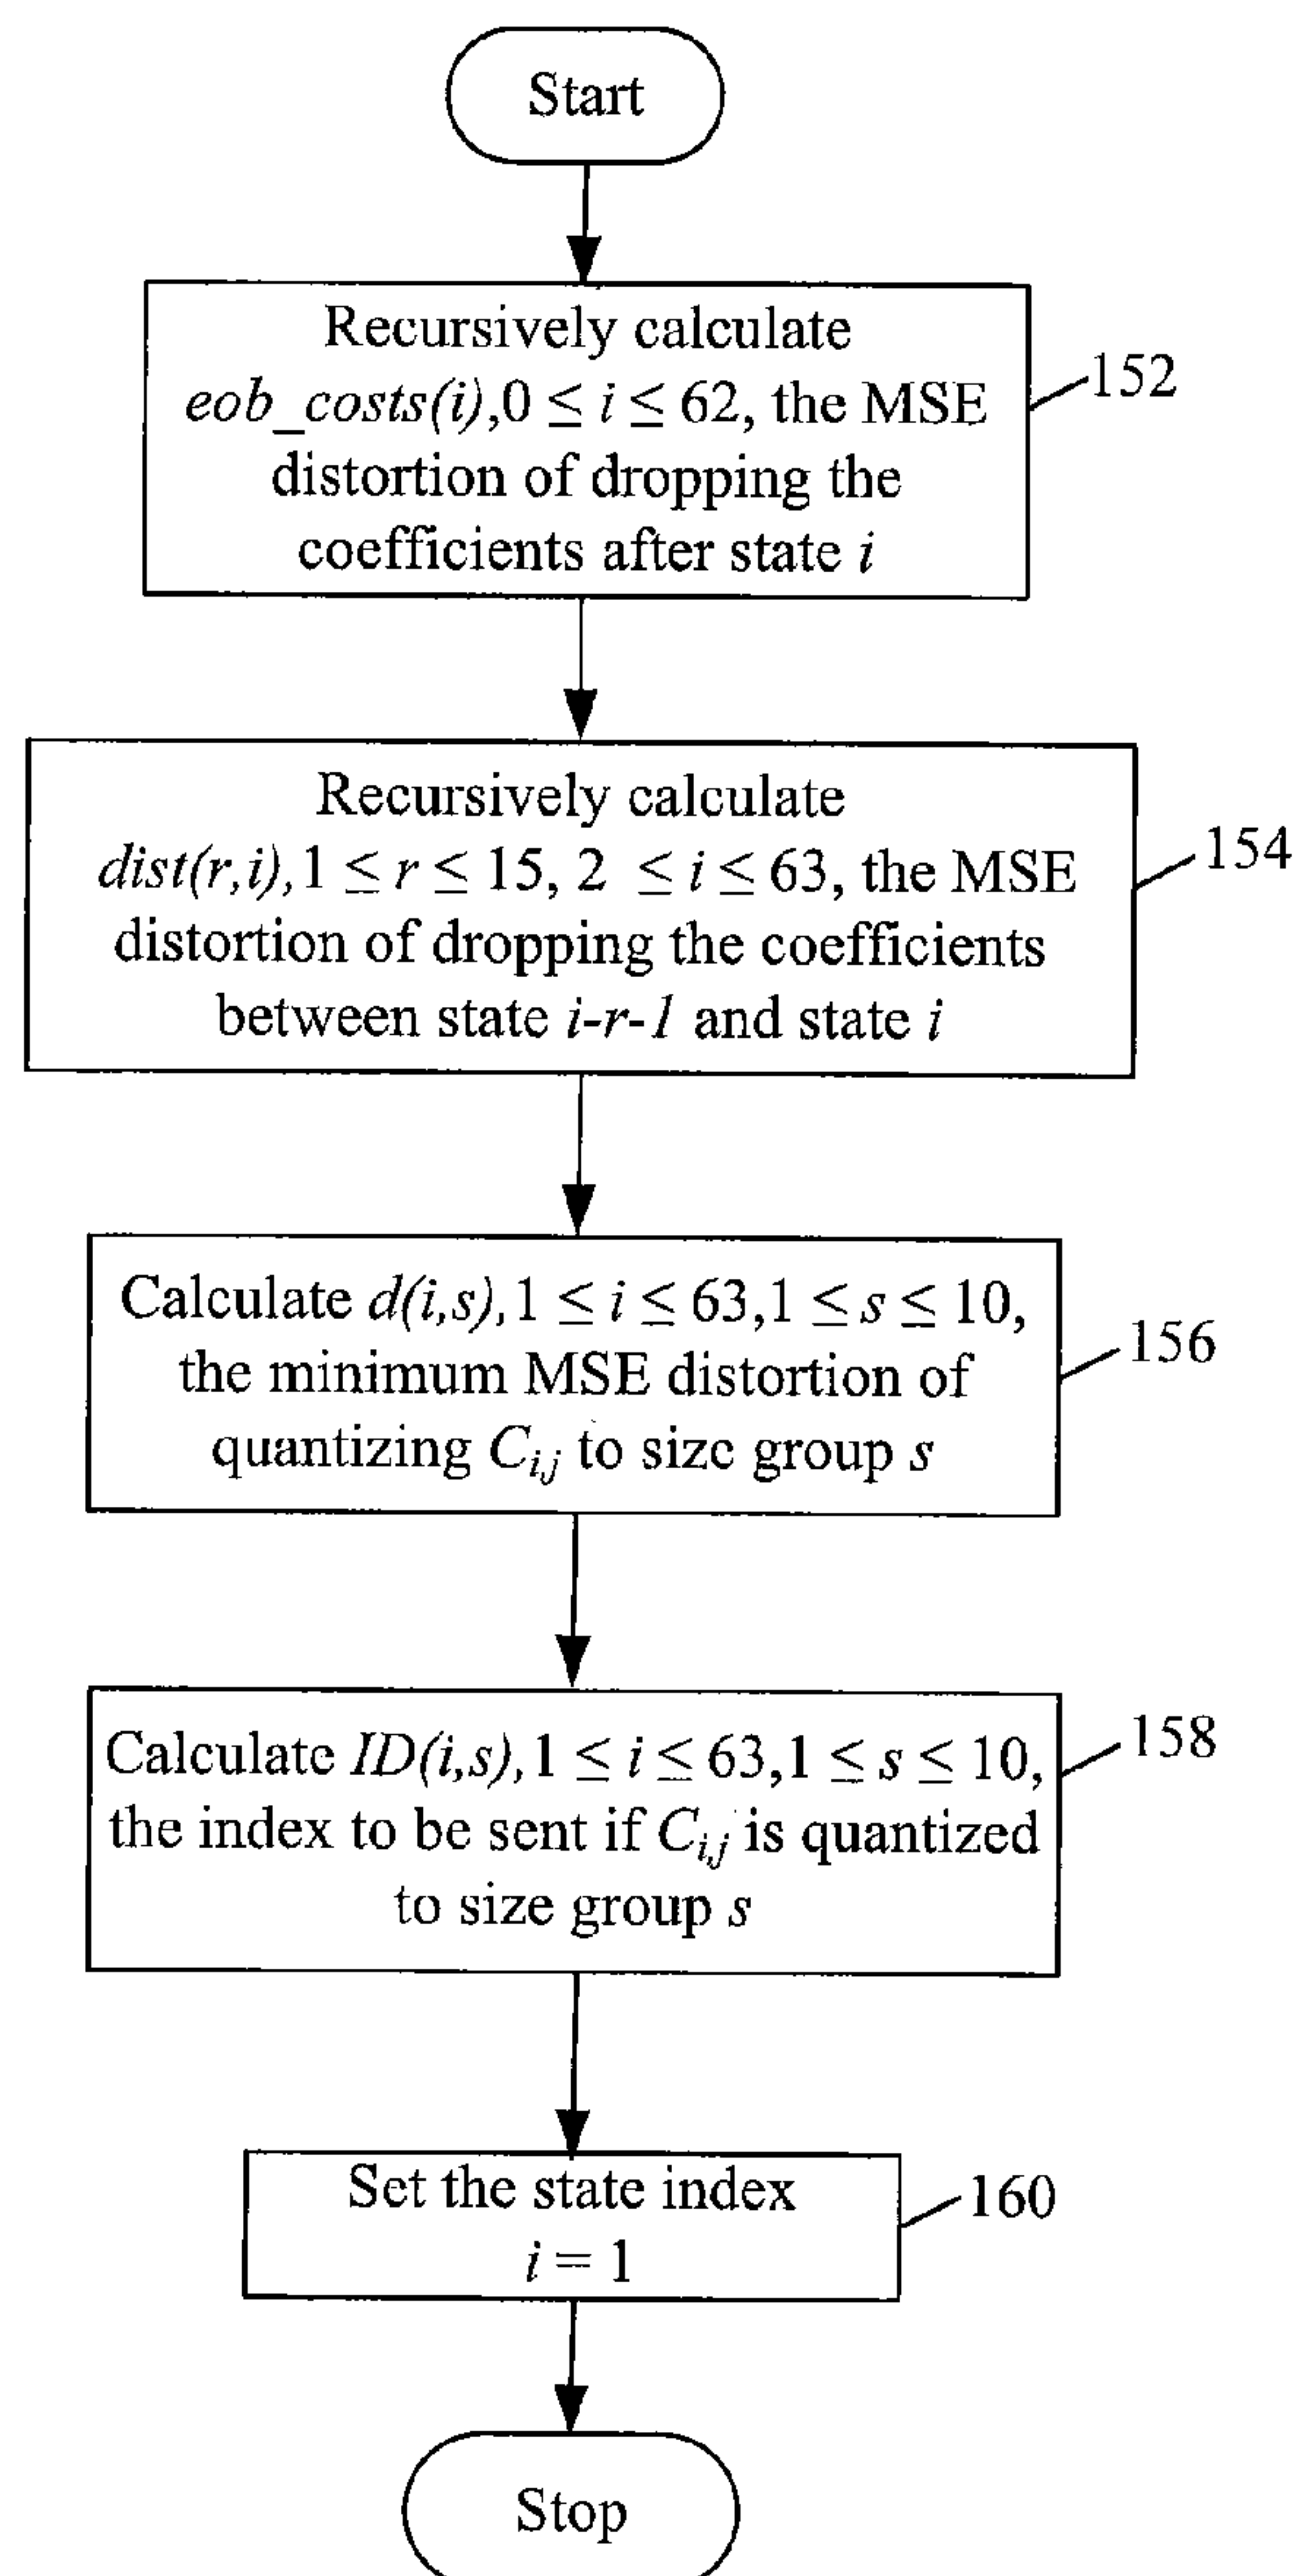 Start
Recursively calculate
eob_costs(i),0 ≤ i ≤ 62, the MSE
distortion of dropping the
coefficients after state i
152
Recursively calculate
dist(r,i),1 ≤ r ≤ 15, 2 ≤ i ≤ 63, the MSE
distortion of dropping the coefficients
between state i-r-1 and state i
154
Calculate d(i,s),1 ≤ i ≤ 63,1 ≤ s ≤ 10,
the minimum MSE distortion of
quantizing Ci,j to size group s
156
Calculate ID(i,s),1 ≤ i ≤ 63,1 ≤ s ≤ 10,
the index to be sent if Ci,j is quantized
to size group s
158
Set the state index
i = 1
160
Stop